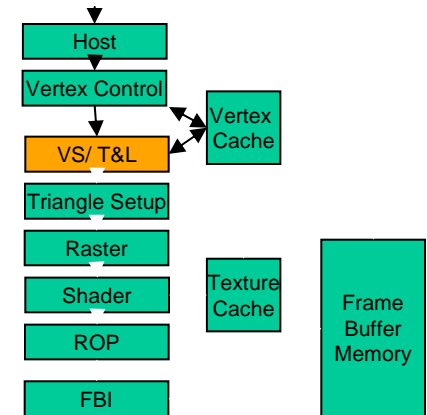 Host
Vertex Control
Vertex
Cache
VS/ T&L
Triangle Setup
Raster
Shader
Texture
Cache
Frame
Buffer
Memory
ROP
FBI